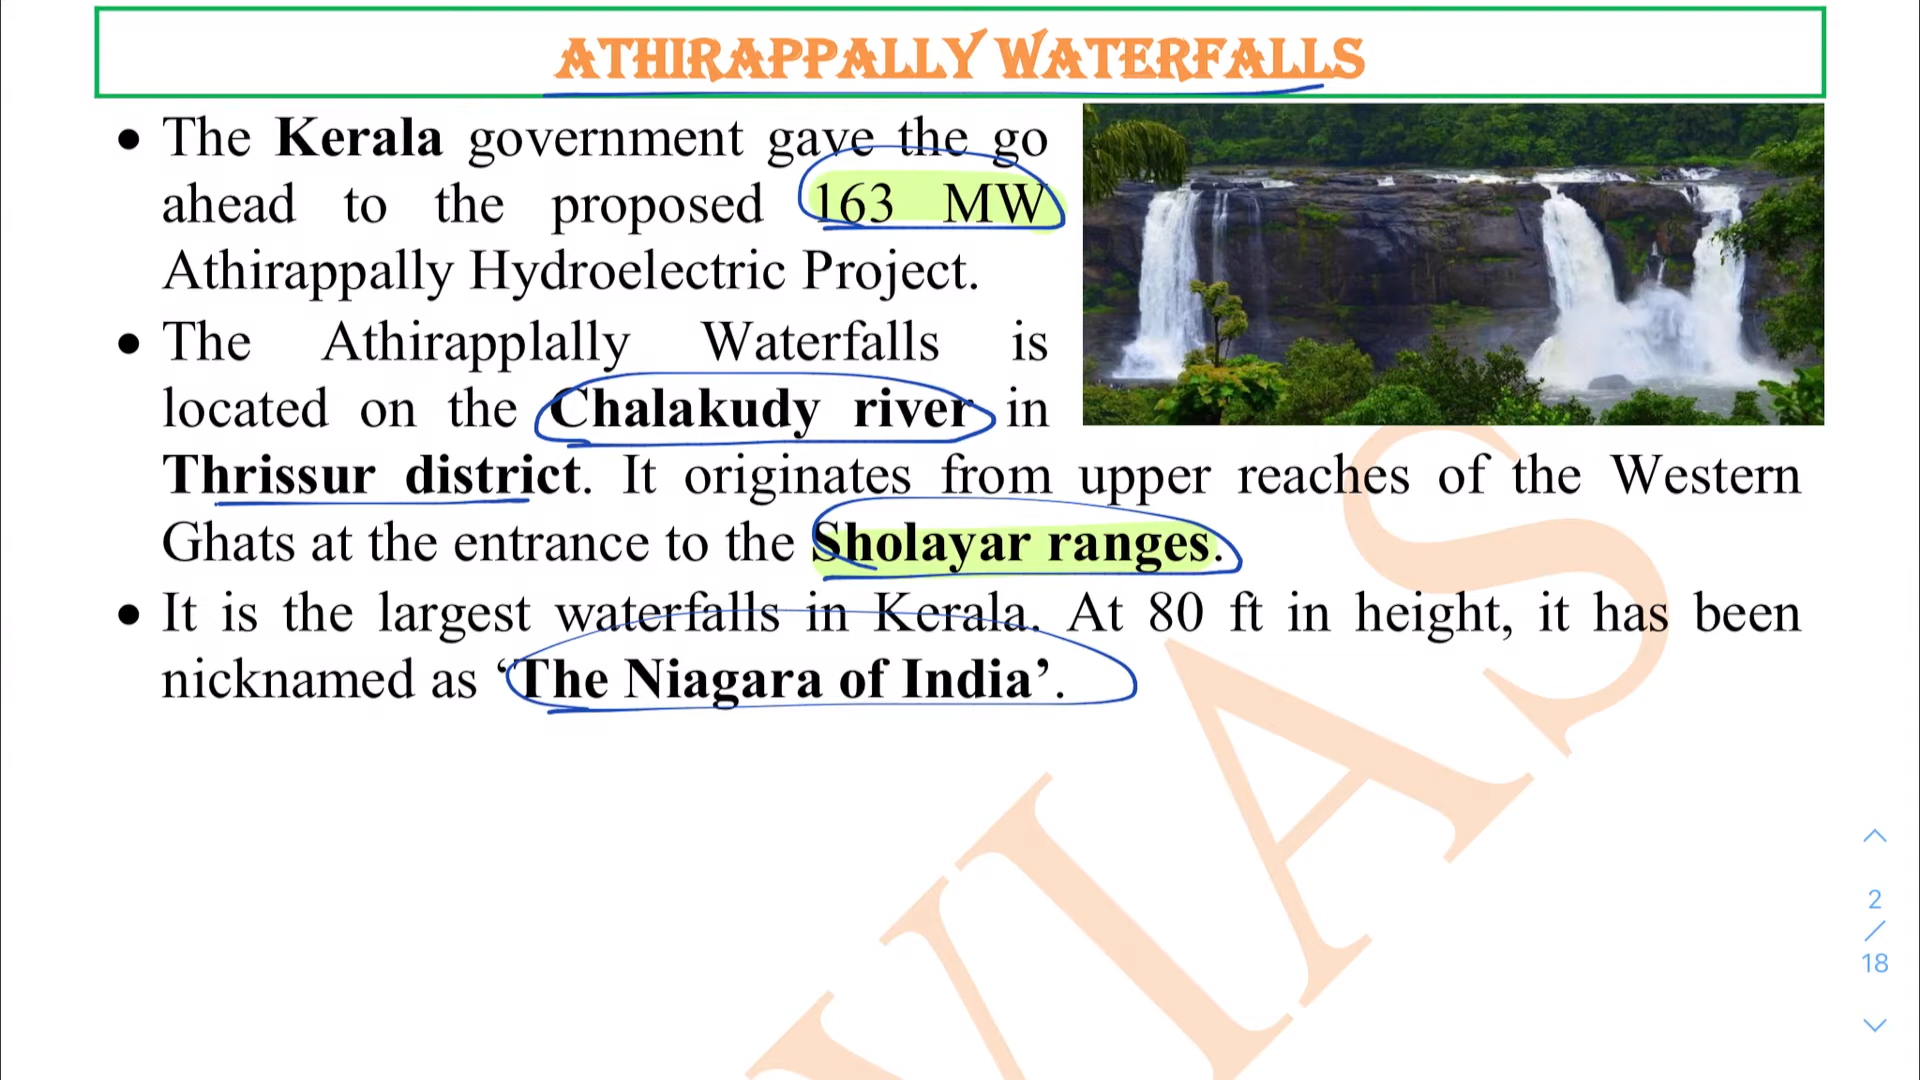 ATHIRAPPALLY WATERFALLS
• The Kerala government gave the go
ahead to the proposed 163 MW
Athirappally Hydroelectric Project.
• The Athirapplally Waterfalls is
located on the Chalakudy river in
Thrissur district. It originates from upper reaches of the Western
Ghats at the entrance to the Sholayar ranges.
• It is the largest waterfalls in Kerala. At 80 ft in height, it has been
nicknamed as ‘The Niagara of India’.
VIAS
2
/
18